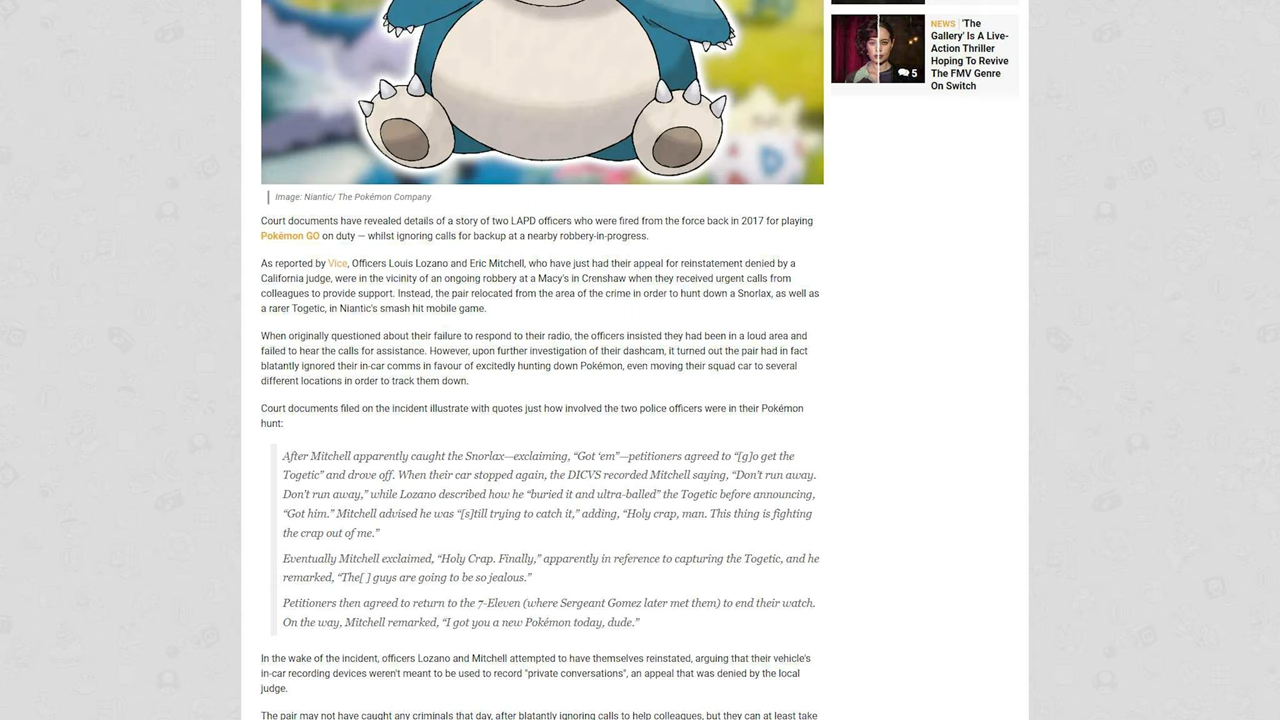 NEWS | 'The
Gallery' Is A Live-
Action Thriller
Hoping To Revive
The FMV Genre
On Switch
5
Image: Niantic/ The Pokémon Company
Court documents have revealed details of a story of two LAPD officers who were fired from the force back in 2017 for playing
Pokémon GO on duty — whilst ignoring calls for backup at a nearby robbery-in-progress.
As reported by Vice, Officers Louis Lozano and Eric Mitchell, who have just had their appeal for reinstatement denied by a
California judge, were in the vicinity of an ongoing robbery at a Macy's in Crenshaw when they received urgent calls from
colleagues to provide support. Instead, the pair relocated from the area of the crime in order to hunt down a Snorlax, as well as
a rarer Togetic, in Niantic's smash hit mobile game.
When originally questioned about their failure to respond to their radio, the officers insisted they had been in a loud area and
failed to hear the calls for assistance. However, upon further investigation of their dashcam, it turned out the pair had in fact
blatantly ignored their in-car comms in favour of excitedly hunting down Pokémon, even moving their squad car to several
different locations in order to track them down.
Court documents filed on the incident illustrate with quotes just how involved the two police officers were in their Pokémon
hunt:
After Mitchell apparently caught the Snorlax—exclaiming, “Got ‘em”—petitioners agreed to “[g]o get the
Togetic” and drove off. When their car stopped again, the DICVS recorded Mitchell saying, “Don’t run away.
Don’t run away,” while Lozano described how he “buried it and ultra-balled” the Togetic before announcing,
“Got him.” Mitchell advised he was “[s]till trying to catch it,” adding, “Holy crap, man. This thing is fighting
the crap out of me.”
Eventually Mitchell exclaimed, “Holy Crap. Finally,” apparently in reference to capturing the Togetic, and he
remarked, “The[ ] guys are going to be so jealous.”
Petitioners then agreed to return to the 7-Eleven (where Sergeant Gomez later met them) to end their watch.
On the way, Mitchell remarked, “I got you a new Pokémon today, dude.”
In the wake of the incident, officers Lozano and Mitchell attempted to have themselves reinstated, arguing that their vehicle's
in-car recording devices weren't meant to be used to record "private conversations", an appeal that was denied by the local
judge.
The pair may not have caught any criminals that day, after blatantly ignoring calls to help colleagues, but they can at least take